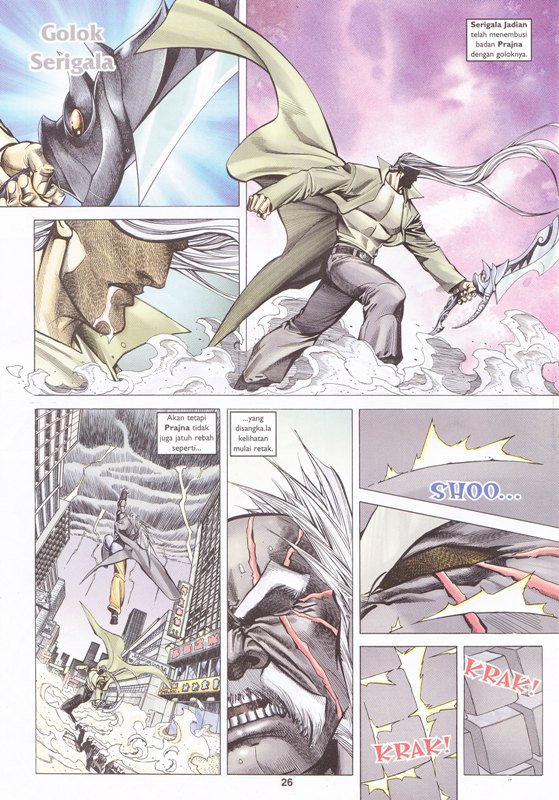 Golok
Serigala
Serigala Jadian
telah menembusi
badan Prajna
dengan goloknya.
Akan tetapi
Prajna tidak
juga jatuh rebah
seperti...
...yang
disangka.Ia
kelihatan
mulai retak.
SHOO...
KRAK!
KRAK!
26